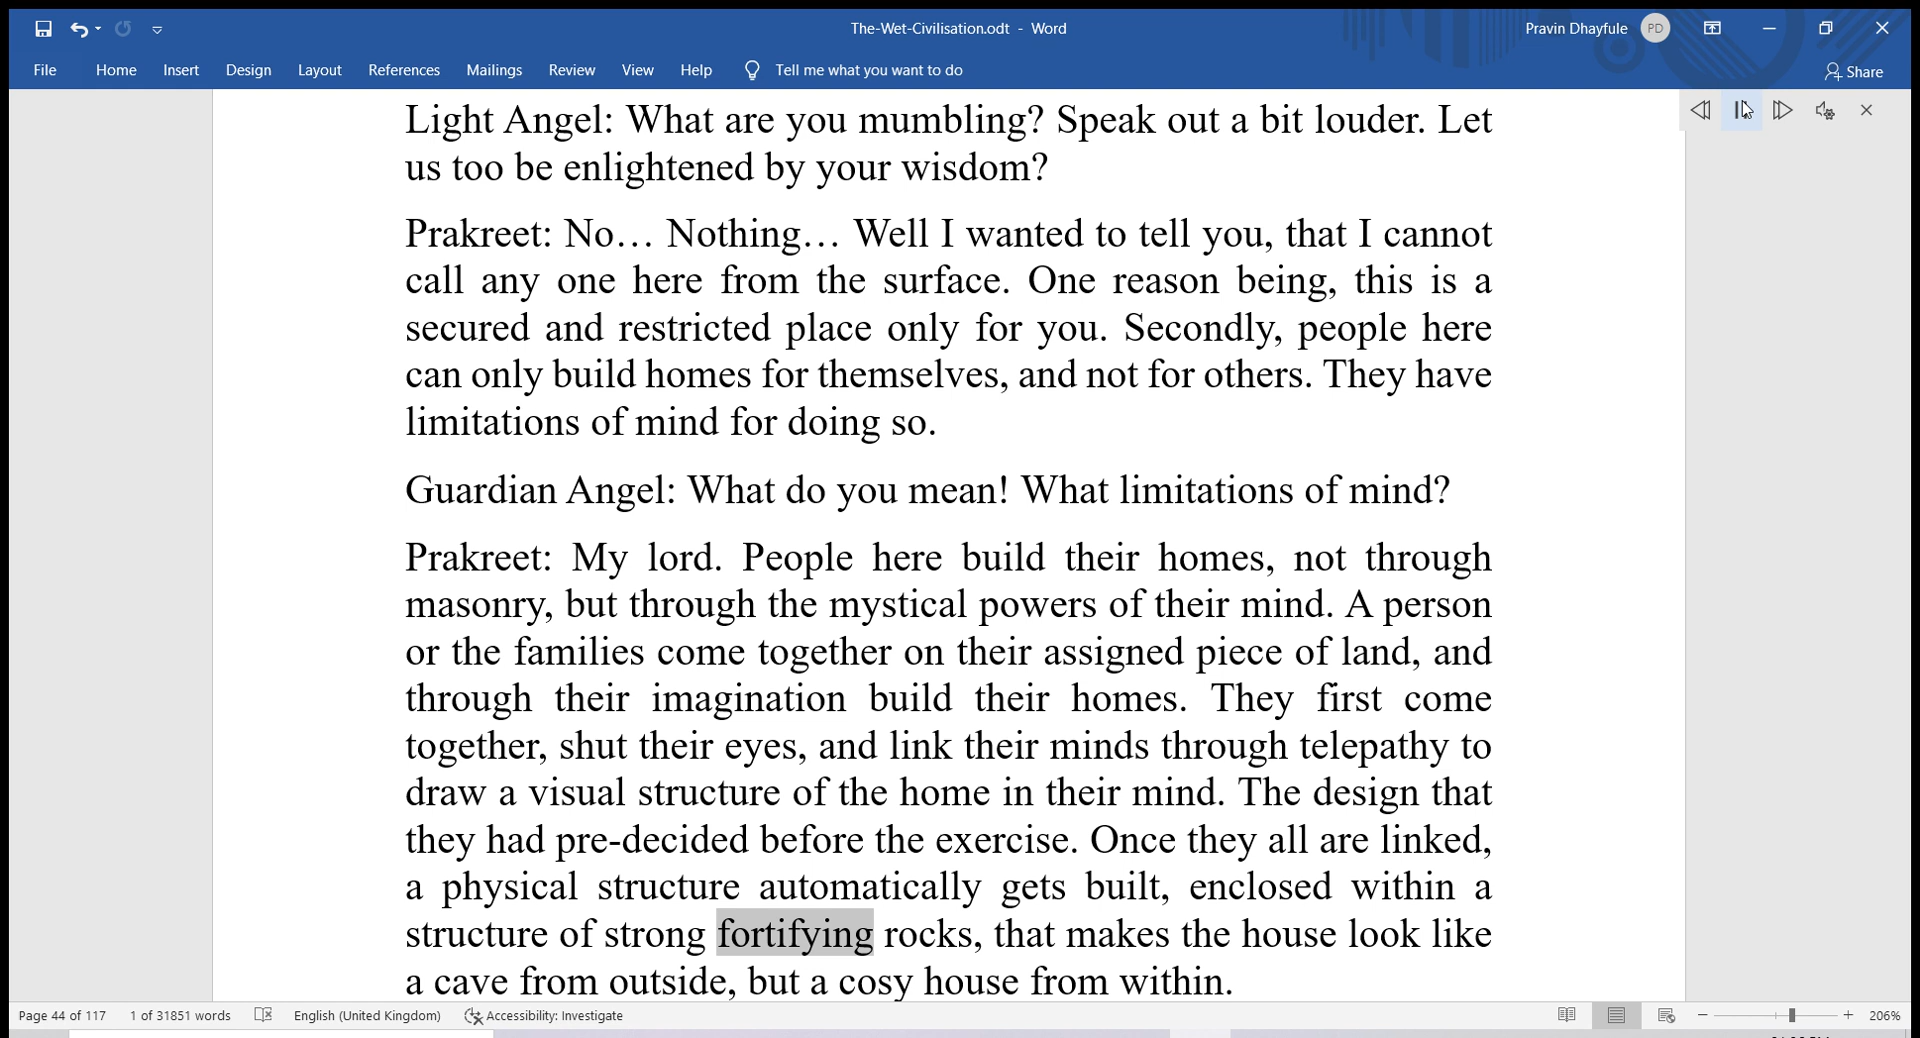 The-Wet-Civilisation.odt - Word
Pravin Dhayfule PD
File Home Insert Design Layout References Mailings Review View Help Tell me what you want to do Share
Light Angel: What are you mumbling? Speak out a bit louder. Let
us too be enlightened by your wisdom?
Prakreet: No… Nothing… Well I wanted to tell you, that I cannot
call any one here from the surface. One reason being, this is a
secured and restricted place only for you. Secondly, people here
can only build homes for themselves, and not for others. They have
limitations of mind for doing so.
Guardian Angel: What do you mean! What limitations of mind?
Prakreet: My lord. People here build their homes, not through
masonry, but through the mystical powers of their mind. A person
or the families come together on their assigned piece of land, and
through their imagination build their homes. They first come
together, shut their eyes, and link their minds through telepathy to
draw a visual structure of the home in their mind. The design that
they had pre-decided before the exercise. Once they all are linked,
a physical structure automatically gets built, enclosed within a
structure of strong fortifying rocks, that makes the house look like
a cave from outside, but a cosy house from within.
Page 44 of 117 1 of 31851 words English (United Kingdom) Accessibility: Investigate 206%